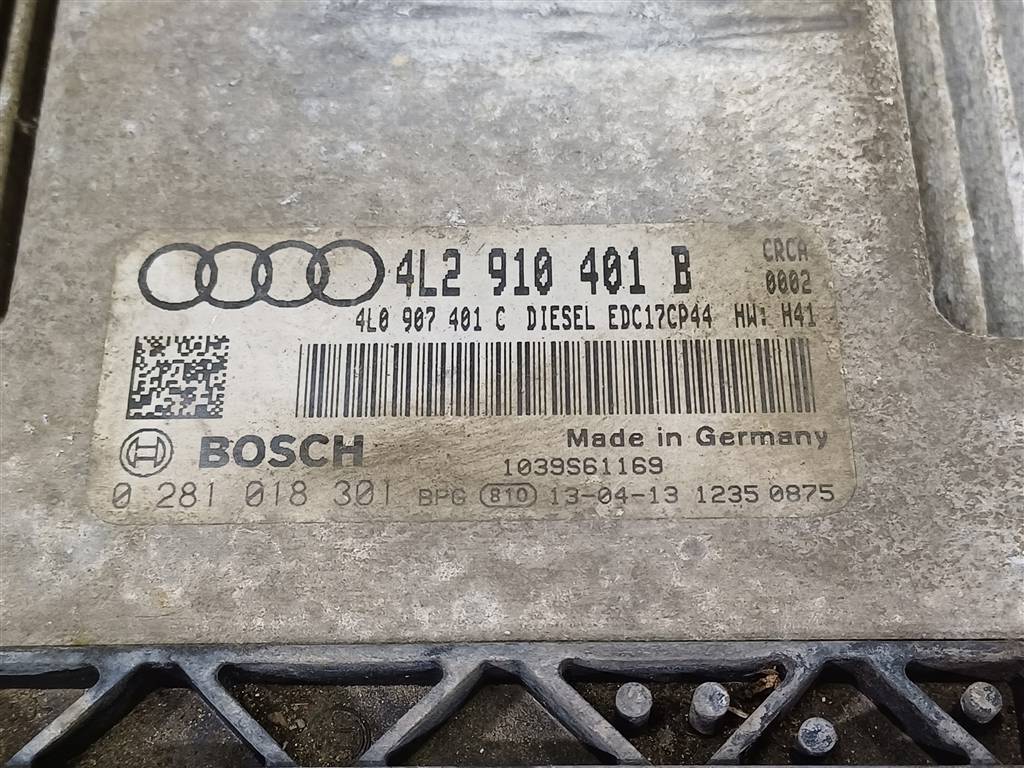 4L2 910 401 B CRCA
0002
4L0 907 401 C DIESEL EDC17CP44 HW: H41
BOSCH Made in Germany
1039S61169
0 281 018 301 BPG 810 13-04-13 1235 0875